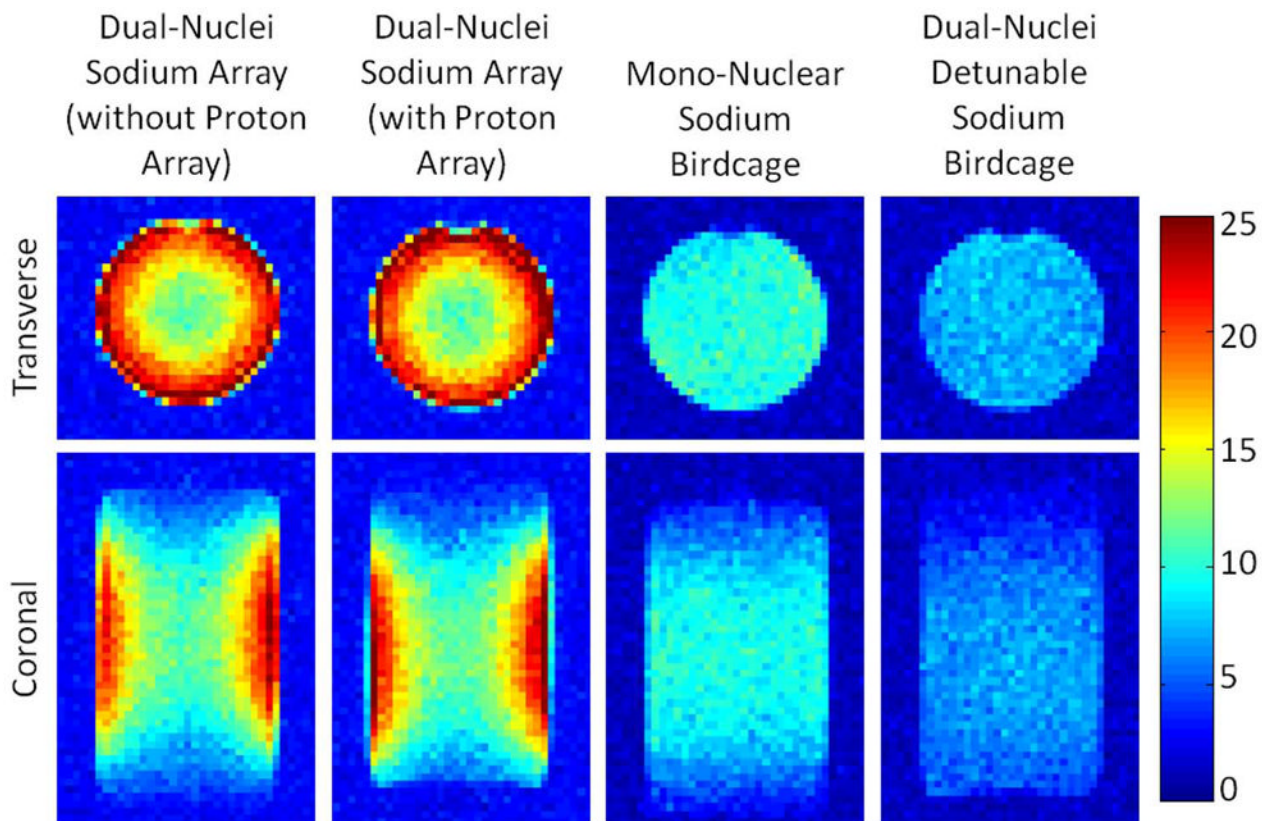 Dual-Nuclei
Sodium Array
(without Proton
Array)
Dual-Nuclei
Sodium Array
(with Proton
Array)
Mono-Nuclear
Sodium
Birdcage
Dual-Nuclei
Detunable
Sodium
Birdcage
Transverse
Coronal
25
20
15
10
5
0